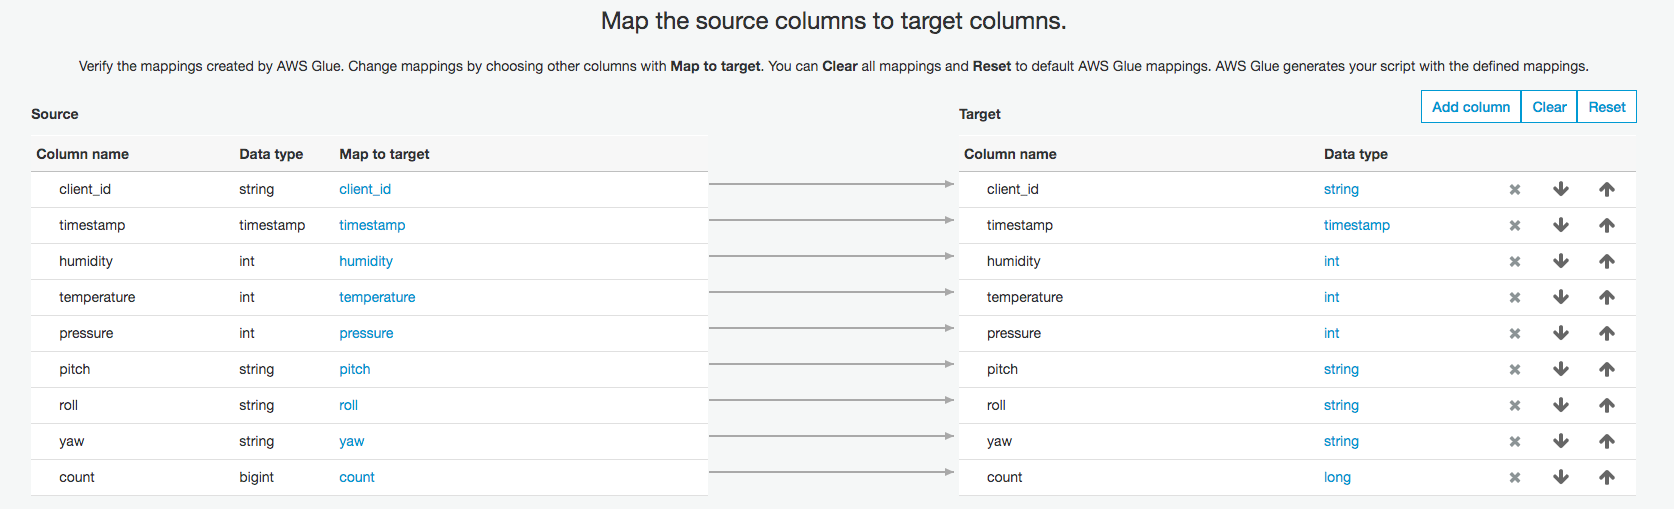 Map the source columns to target columns.
Verify the mappings created by AWS Glue. Change mappings by choosing other columns with Map to target. You can Clear all mappings and Reset to default AWS Glue mappings. AWS Glue generates your script with the defined mappings.
Source Target Add column Clear Reset
Column name Data type Map to target Column name Data type
client_id string client_id client_id string
timestamp timestamp timestamp timestamp timestamp
humidity int humidity humidity int
temperature int temperature temperature int
pressure int pressure pressure int
pitch string pitch pitch string
roll string roll roll string
yaw string yaw yaw string
count bigint count count long